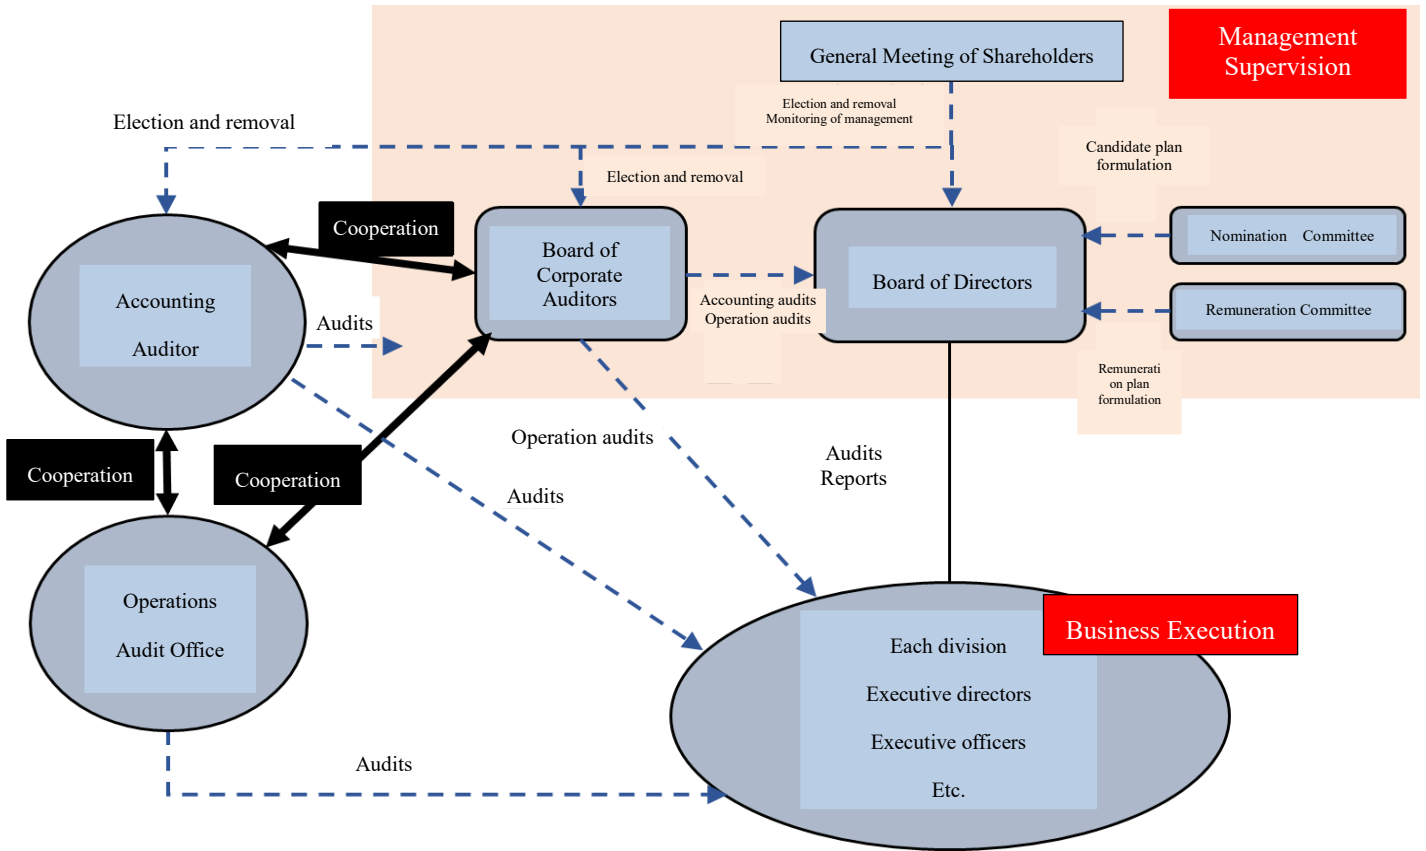 General Meeting of Shareholders
Management
Supervision
Election and removal
Monitoring of management
Election and removal
Candidate plan
formulation
Election and removal
Cooperation
Board of
Corporate
Auditors
Board of Directors
Nomination Committee
Accounting
Auditor
Audits
Accounting audits
Operation audits
Remuneration Committee
Remunerati
on plan
formulation
Operation audits
Audits
Reports
Cooperation
Cooperation
Audits
Operations
Audit Office
Business Execution
Each division
Executive directors
Executive officers
Etc.
Audits